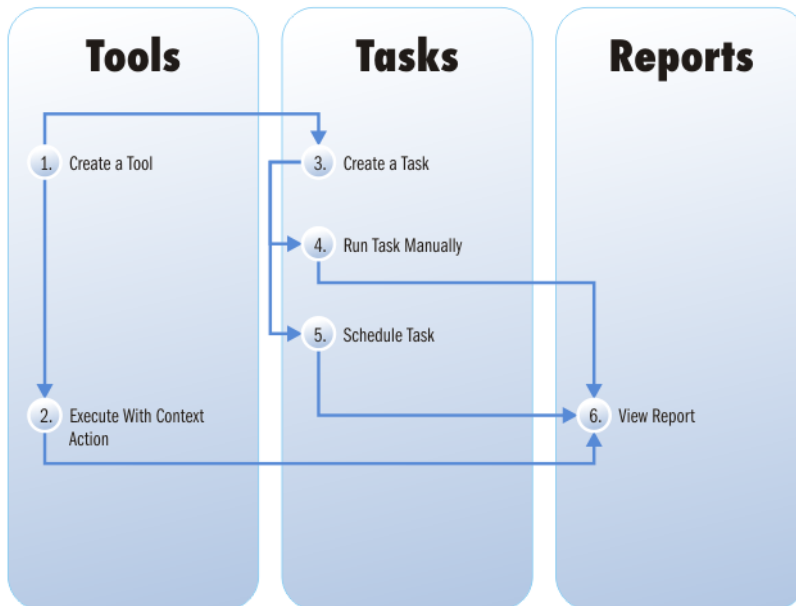 Tools
Tasks
Reports
1. Create a Tool
3. Create a Task
4. Run Task Manually
5. Schedule Task
2. Execute With Context
Action
6. View Report